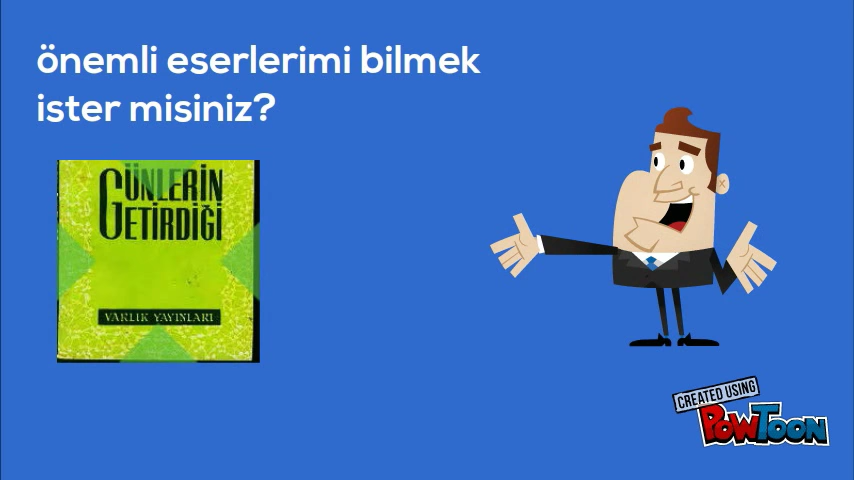 önemli eserlerimi bilmek
ister misiniz?
GÜNLERİN
GETİRDİĞİ
VARLIK YAYINLARI
CREATED USING
POWTOON